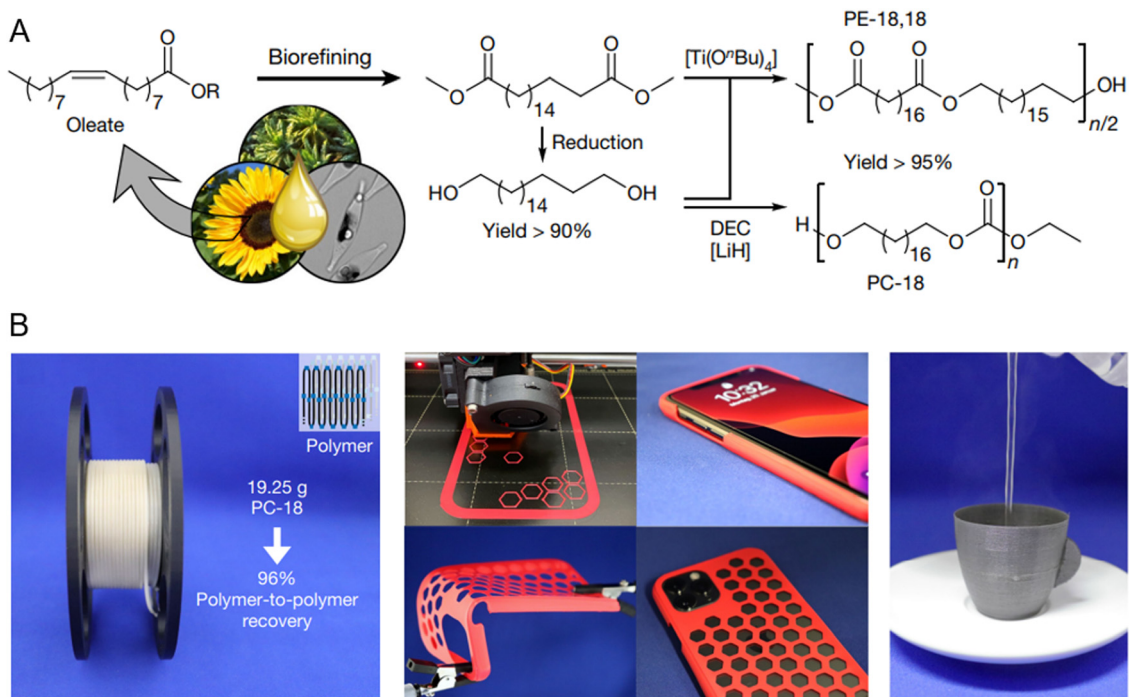 A
Oleate
O
OR
7
7
Biorefining
O
O
O
O
14
Reduction
HO
OH
14
Yield > 90%
[Ti(OⁿBu)₄]
DEC
[LiH]
PE-18,18
O
O
O
O
16
15
OH
n/2
Yield > 95%
H
O
16
O
O
O
n
PC-18
B
Polymer
19.25 g
PC-18
96%
Polymer-to-polymer
recovery
10:32